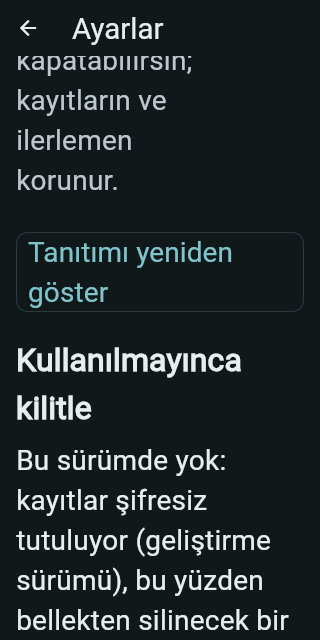 Ayarlar
kapatabilirsin;
kayıtların ve
ilerlemen
korunur.
Tanıtımı yeniden
göster
Kullanılmayınca
kilitle
Bu sürümde yok:
kayıtlar şifresiz
tutuluyor (geliştirme
sürümü), bu yüzden
bellekten silinecek bir